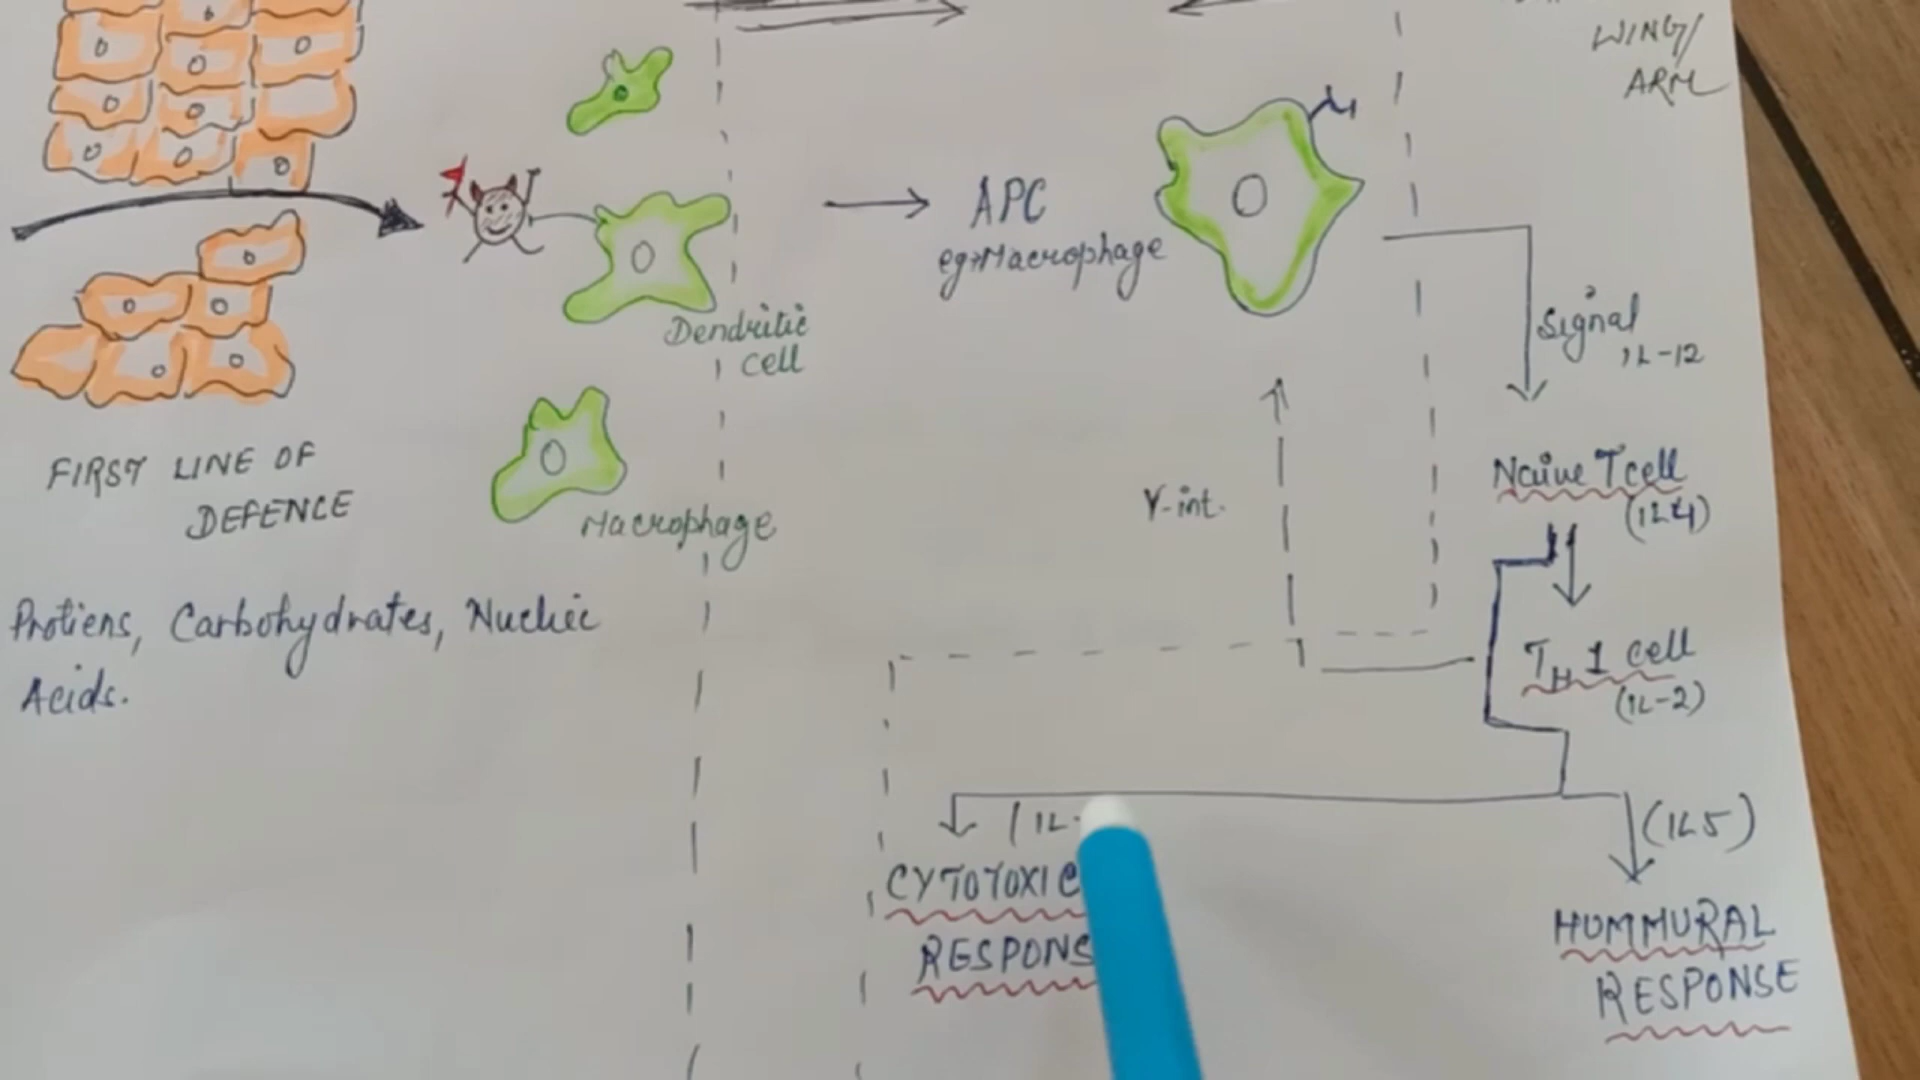 WING/
ARM
APC
eg→Macrophage
Dendritic
cell
Signal
IL-12
FIRST LINE OF
DEFENCE
Macrophage
γ-int.
Naive T cell
(IL4)
Protiens, Carbohydrates, Nucleic
Acids.
TH 1 cell
(IL-2)
(IL-
(IL5)
CYTOTOXIC
RESPONS
HUMMURAL
RESPONSE